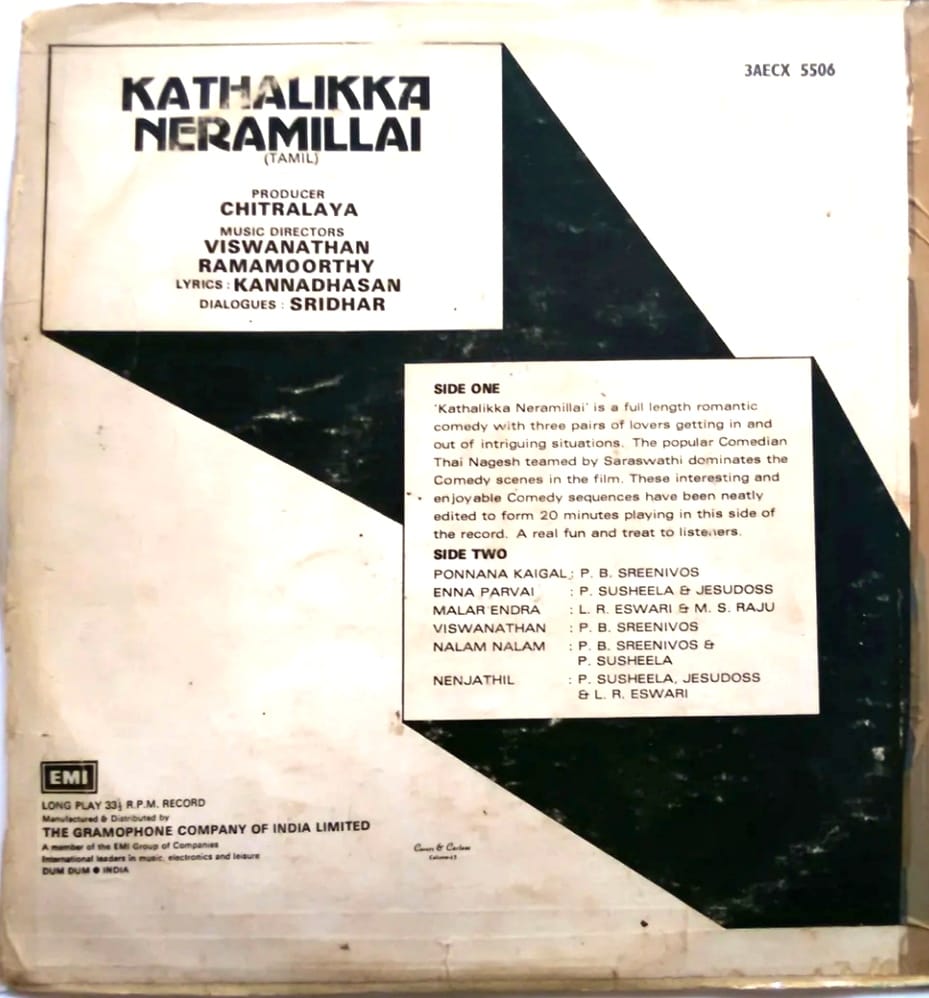 KATHALIKKA
NERAMILLAI
(TAMIL)
PRODUCER
CHITRALAYA
MUSIC DIRECTORS
VISWANATHAN
RAMAMOORTHY
LYRICS : KANNADHASAN
DIALOGUES : SRIDHAR
3AECX 5506
SIDE ONE
'Kathalikka Neramillai' is a full length romantic
comedy with three pairs of lovers getting in and
out of intriguing situations. The popular Comedian
Thai Nagesh teamed by Saraswathi dominates the
Comedy scenes in the film. These interesting and
enjoyable Comedy sequences have been neatly
edited to form 20 minutes playing in this side of
the record. A real fun and treat to listeners.
SIDE TWO
PONNANA KAIGAL : P. B. SREENIVOS
ENNA PARVAI : P. SUSHEELA & JESUDOSS
MALAR ENDRA : L. R. ESWARI & M. S. RAJU
VISWANATHAN : P. B. SREENIVOS
NALAM NALAM : P. B. SREENIVOS &
P. SUSHEELA
NENJATHIL : P. SUSHEELA, JESUDOSS
& L. R. ESWARI
EMI
LONG PLAY 33⅓ R.P.M. RECORD
Manufactured & Distributed by
THE GRAMOPHONE COMPANY OF INDIA LIMITED
A member of the EMI Group of Companies
International leaders in music, electronics and leisure
DUM DUM ● INDIA